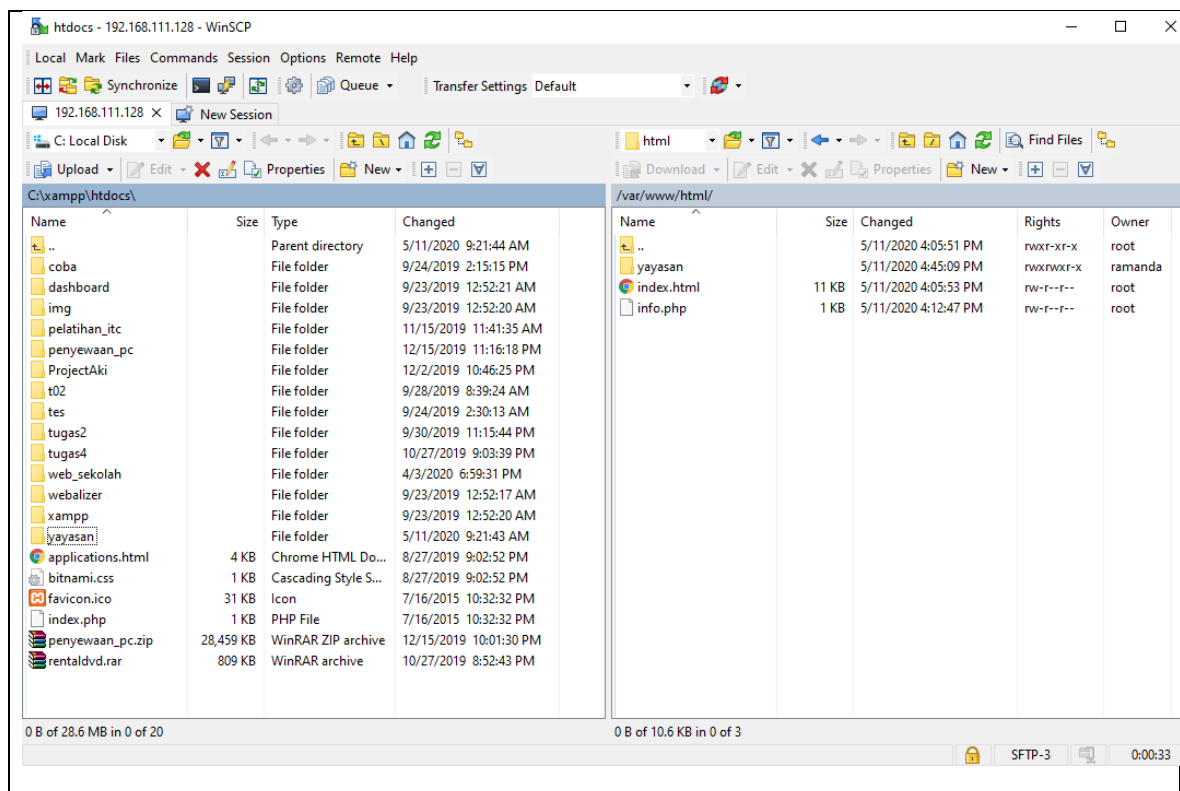 htdocs - 192.168.111.128 - WinSCP
Local Mark Files Commands Session Options Remote Help
Synchronize Queue Transfer Settings Default
192.168.111.128 New Session
C: Local Disk html Find Files
Upload Edit Properties New Download Edit Properties New
C:\xampp\htdocs\ /var/www/html/
Name Size Type Changed Name Size Changed Rights Owner
.. Parent directory 5/11/2020 9:21:44 AM .. 5/11/2020 4:05:51 PM rwxr-xr-x root
coba File folder 9/24/2019 2:15:15 PM yayasan 5/11/2020 4:45:09 PM rwxrwxr-x ramanda
dashboard File folder 9/23/2019 12:52:21 AM index.html 11 KB 5/11/2020 4:05:53 PM rw-r--r-- root
img File folder 9/23/2019 12:52:20 AM info.php 1 KB 5/11/2020 4:12:47 PM rw-r--r-- root
pelatihan_itc File folder 11/15/2019 11:41:35 AM
penyewaan_pc File folder 12/15/2019 11:16:18 PM
ProjectAki File folder 12/2/2019 10:46:25 PM
t02 File folder 9/28/2019 8:39:24 AM
tes File folder 9/24/2019 2:30:13 AM
tugas2 File folder 9/30/2019 11:15:44 PM
tugas4 File folder 10/27/2019 9:03:39 PM
web_sekolah File folder 4/3/2020 6:59:31 PM
webalizer File folder 9/23/2019 12:52:17 AM
xampp File folder 9/23/2019 12:52:20 AM
yayasan File folder 5/11/2020 9:21:43 AM
applications.html 4 KB Chrome HTML Do... 8/27/2019 9:02:52 PM
bitnami.css 1 KB Cascading Style S... 8/27/2019 9:02:52 PM
favicon.ico 31 KB Icon 7/16/2015 10:32:32 PM
index.php 1 KB PHP File 7/16/2015 10:32:32 PM
penyewaan_pc.zip 28,459 KB WinRAR ZIP archive 12/15/2019 10:01:30 PM
rentaldvd.rar 809 KB WinRAR archive 10/27/2019 8:52:43 PM
0 B of 28.6 MB in 0 of 20 0 B of 10.6 KB in 0 of 3
SFTP-3 0:00:33